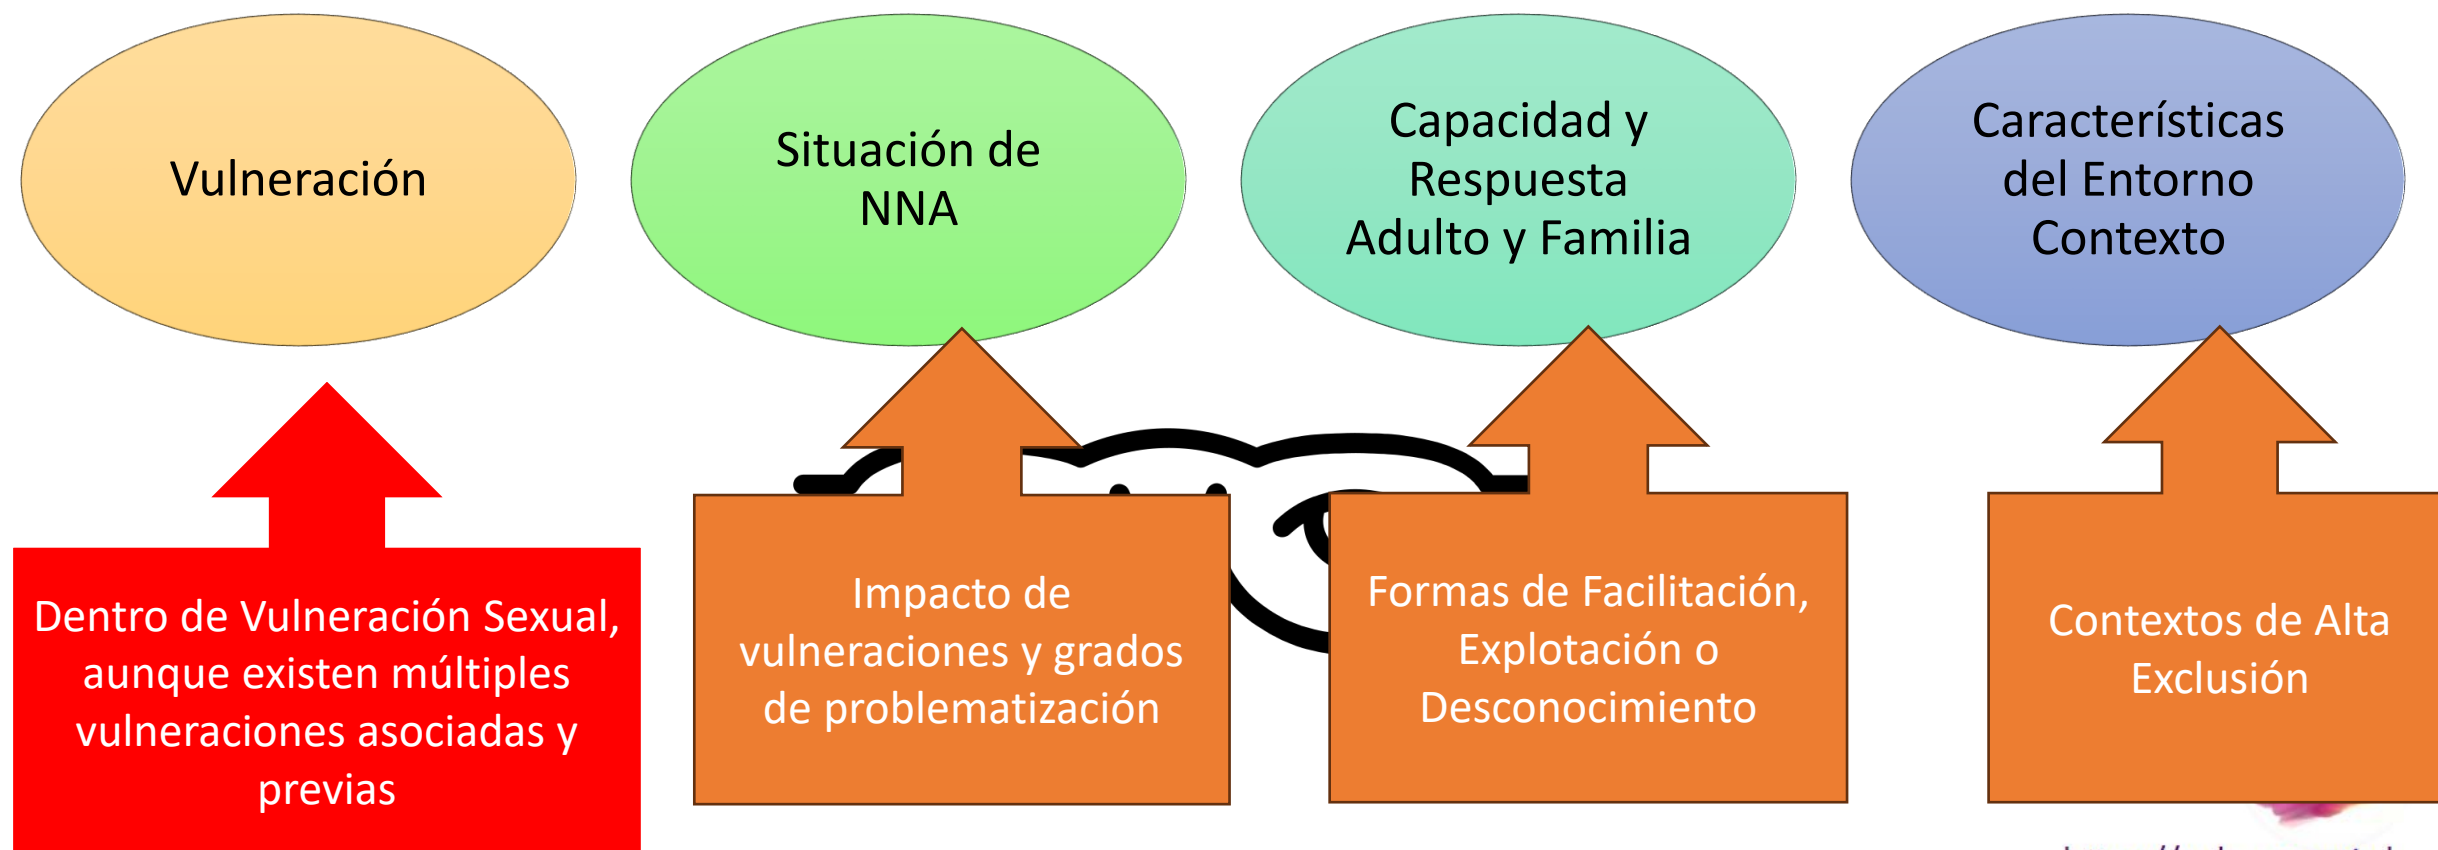 Vulneración
Situación de
NNA
Capacidad y
Respuesta
Adulto y Familia
Características
del Entorno
Contexto
Dentro de Vulneración Sexual,
aunque existen múltiples
vulneraciones asociadas y
previas
Impacto de
vulneraciones y grados
de problematización
Formas de Facilitación,
Explotación o
Desconocimiento
Contextos de Alta
Exclusión